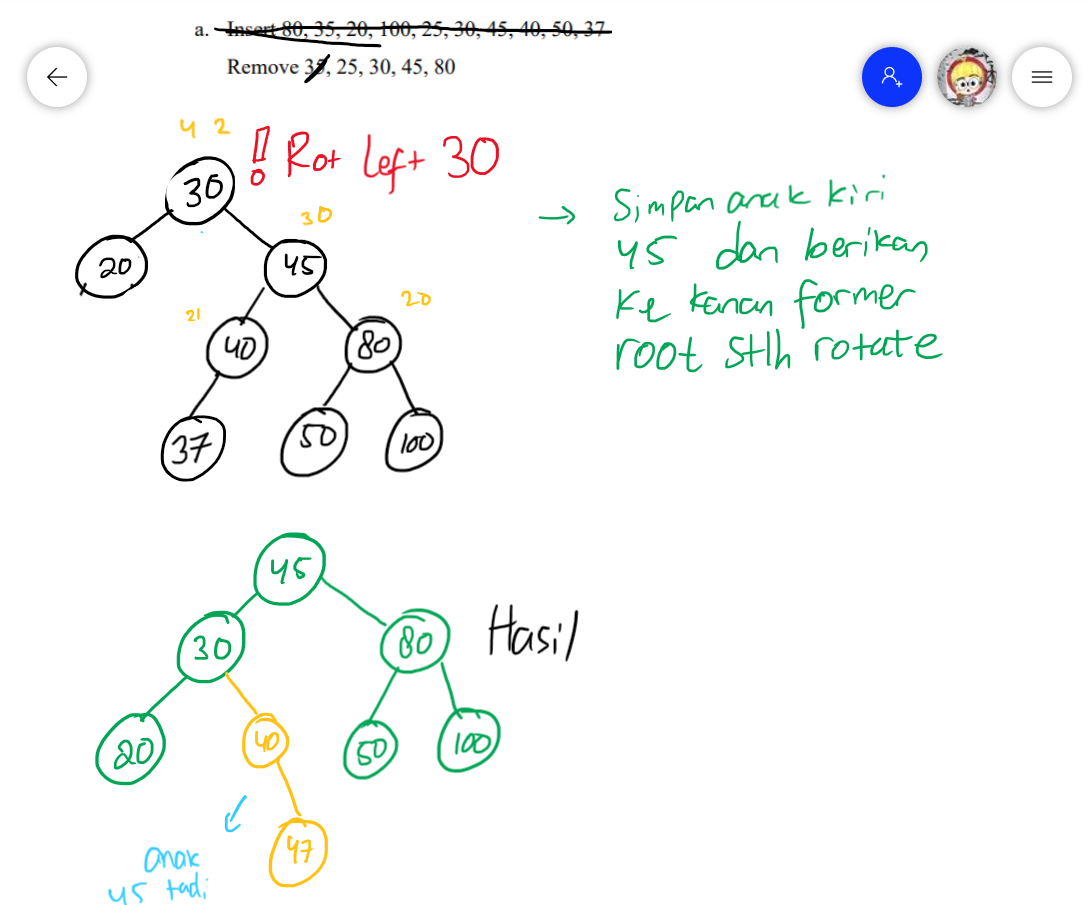 a. Insert 80, 35, 20, 100, 25, 30, 45, 40, 50, 37
Remove 35, 25, 30, 45, 80
4 2
! Rot left 30
30
30
20
45
21
20
40
80
37
50
100
→ Simpan anak kiri
45 dan berikan
ke kanan former
root stlh rotate
45
30
80
Hasil
20
40
50
100
47
anak
45 tadi